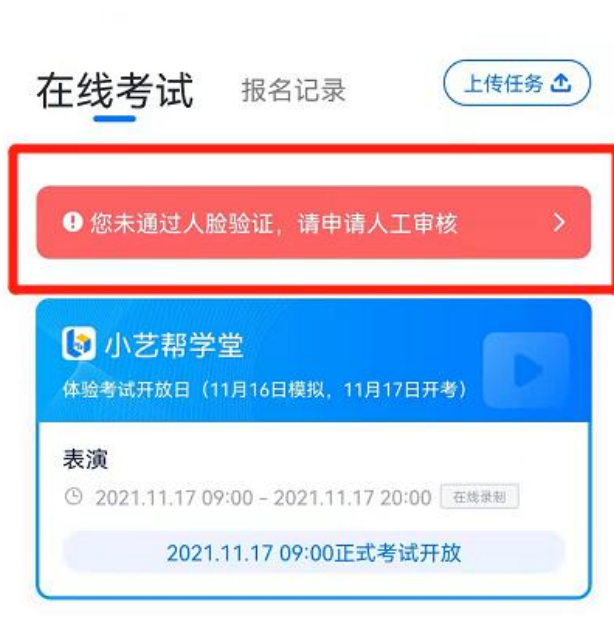 在线考试 报名记录 上传任务
您未通过人脸验证，请申请人工审核
小艺帮学堂
体验考试开放日（11月16日模拟，11月17日开考）
表演
2021.11.17 09:00 - 2021.11.17 20:00 在线录制
2021.11.17 09:00正式考试开放